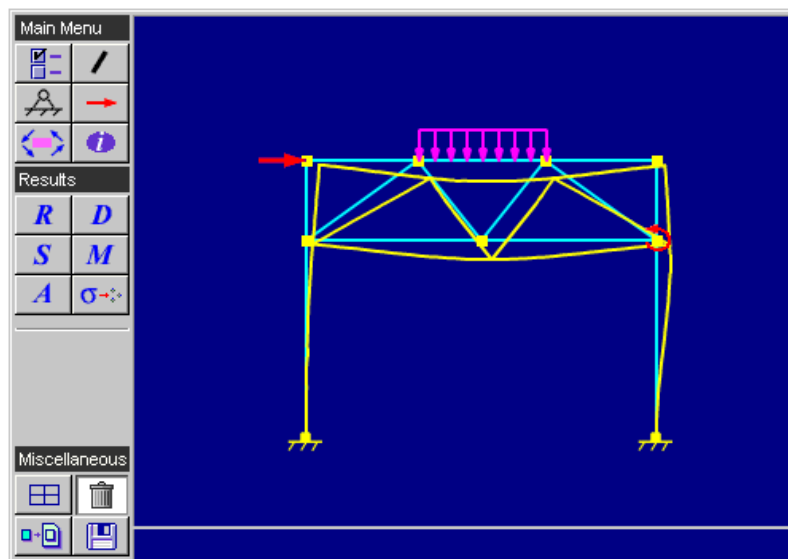 Main Menu
i
Results
R D
S M
A σ
Miscellaneous